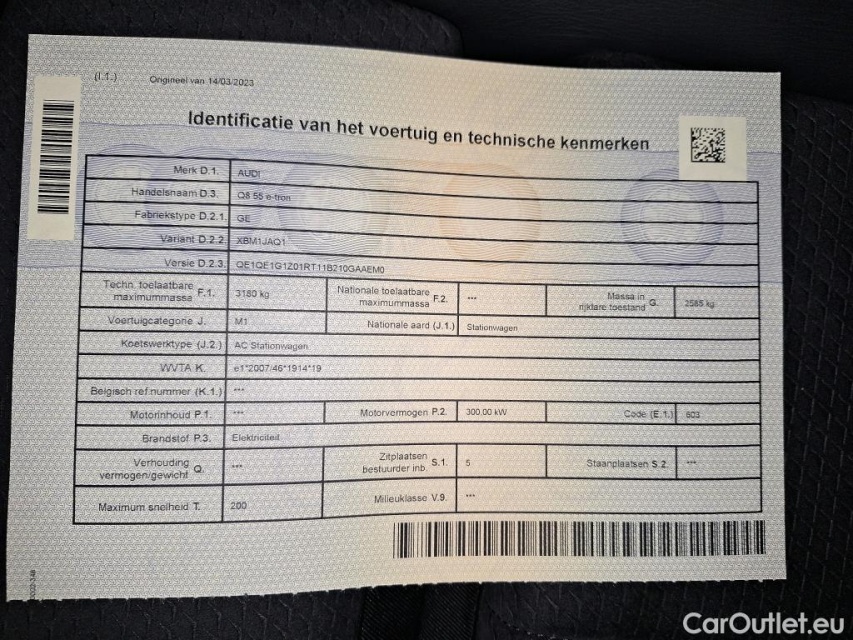 (I.1.) Origineel van 14/03/2023
Identificatie van het voertuig en technische kenmerken
Merk D.1. AUDI
Handelsnaam D.3. Q8 55 e-tron
Fabriekstype D.2.1. GE
Variant D.2.2. XBM1JAQ1
Versie D.2.3. QE1QE1G1Z01RT11B210GAAEM0
Techn. toelaatbare maximummassa F.1. 3180 kg Nationale toelaatbare maximummassa F.2. *** Massa in rijklare toestand G. 2585 kg
Voertuigcategorie J. M1 Nationale aard (J.1.) Stationwagen
Koetswerktype (J.2.) AC Stationwagen
WVTA K. e1*2007/46*1914*19
Belgisch ref.nummer (K.1.) ***
Motorinhoud P.1. *** Motorvermogen P.2. 300.00 kW Code (E.1.) 603
Brandstof P.3. Elektriciteit
Verhouding vermogen/gewicht Q. *** Zitplaatsen bestuurder inb. S.1. 5 Staanplaatsen S.2. ***
Maximum snelheid T. 200 Milieuklasse V.9. ***
CarOutlet.eu